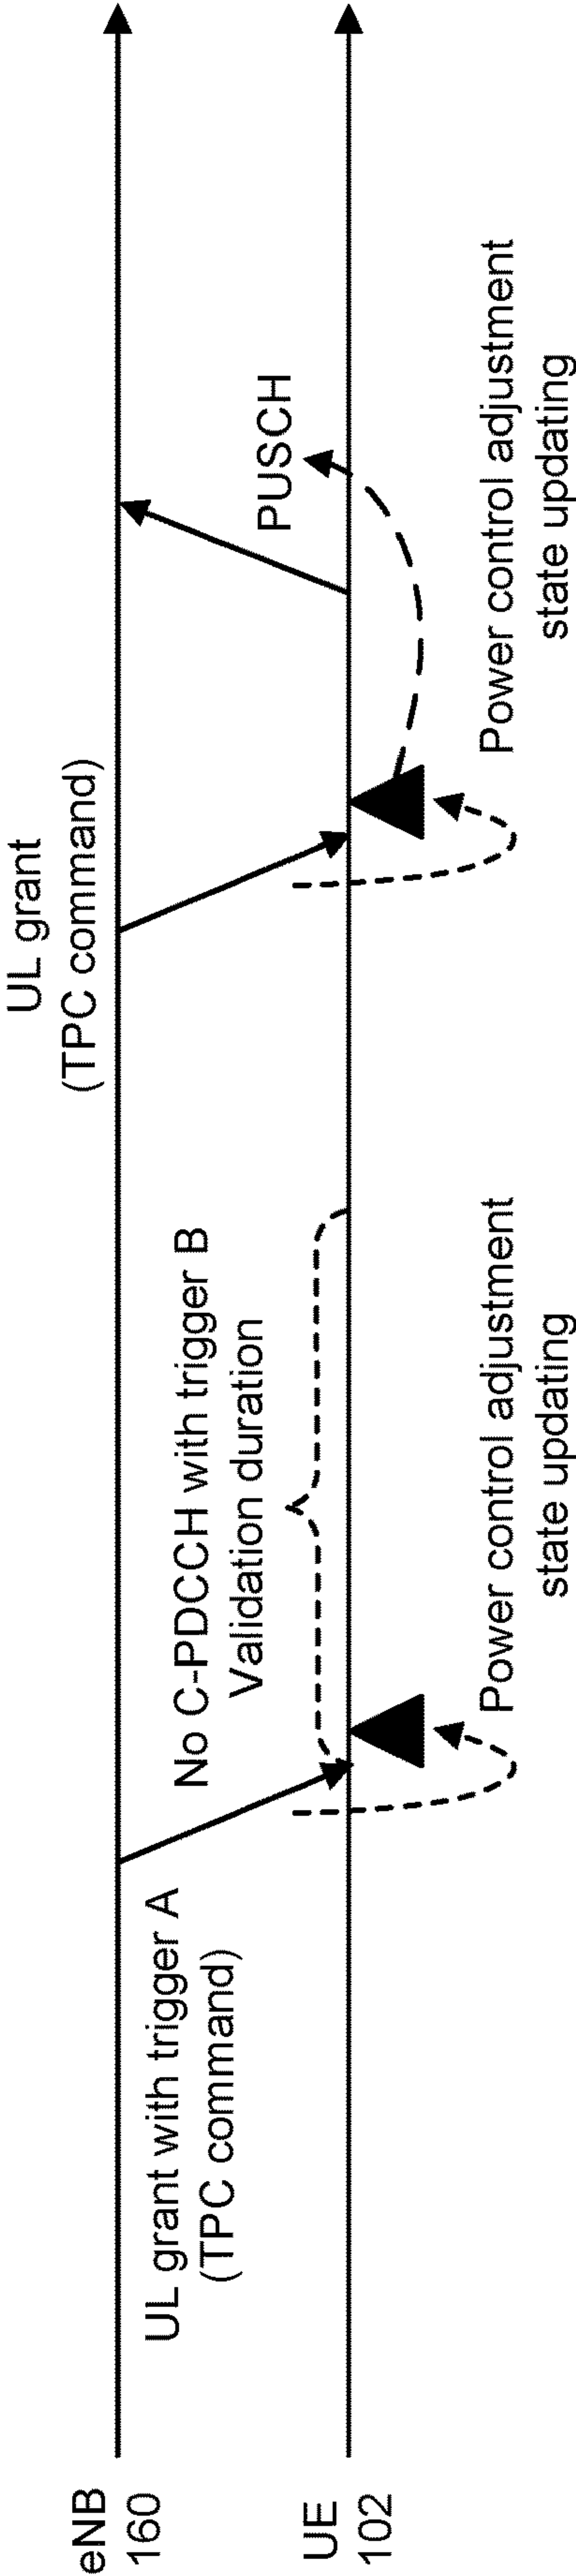 eNB
160
UE
102
UL grant with trigger A
(TPC command)
No C-PDCCH with trigger B
Validation duration
Power control adjustment
state updating
UL grant
(TPC command)
PUSCH
Power control adjustment
state updating